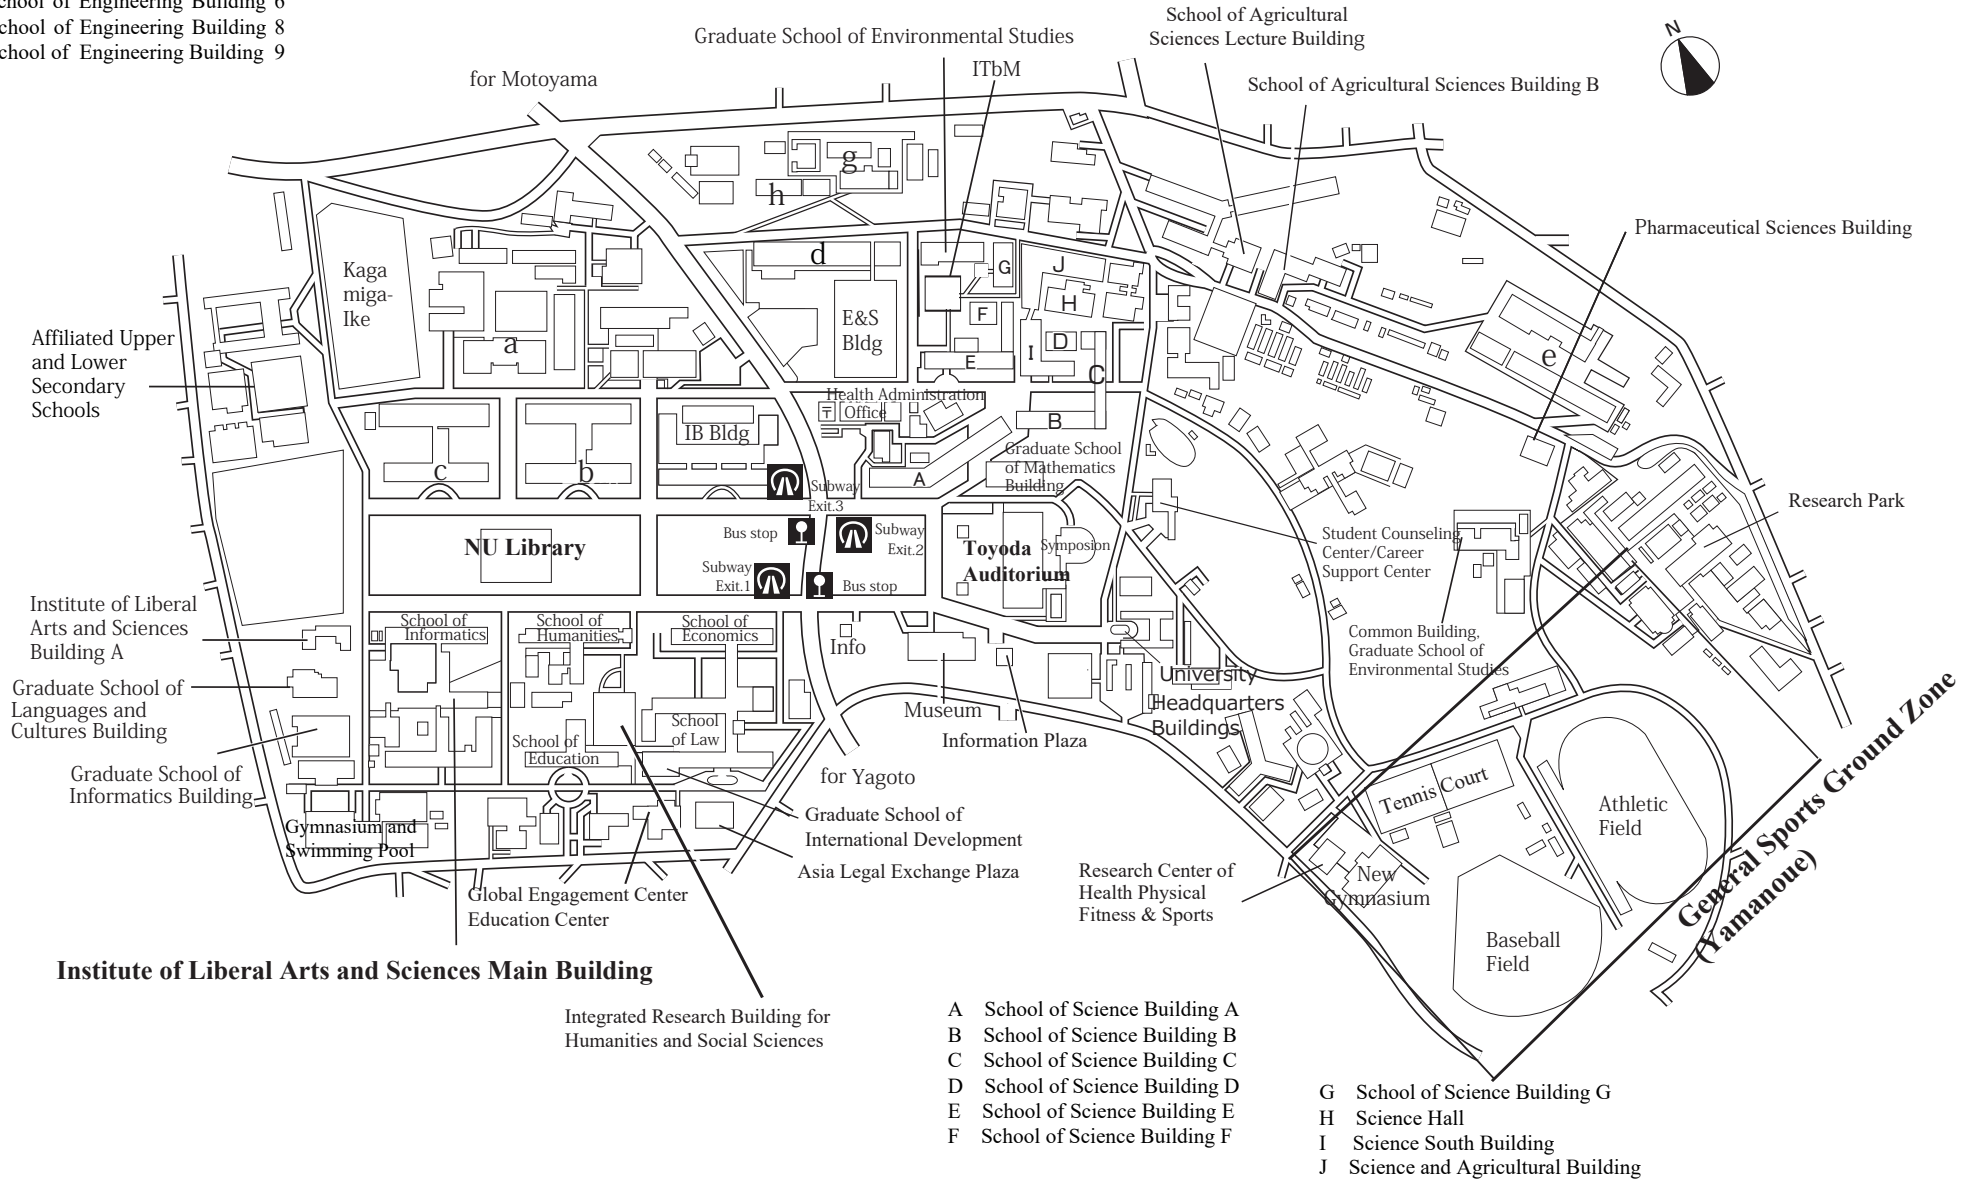 School of Engineering Building 6
School of Engineering Building 8
School of Engineering Building 9
for Motoyama
Graduate School of Environmental Studies
ITbM
School of Agricultural
Sciences Lecture Building
School of Agricultural Sciences Building B
N
Pharmaceutical Sciences Building
g
h
d
Kaga
miga-
Ike
a
E&S
Bldg
G
J
H
F
D
I
E
C
B
A
e
Affiliated Upper
and Lower
Secondary
Schools
Health Administration
〒 Office
IB Bldg
c
b
Graduate School
of Mathematics
Building
Subway
Exit.3
Bus stop
Subway
Exit.2
Subway
Exit.1
Bus stop
NU Library
Toyoda
Auditorium
Symposion
Student Counseling
Center/Career
Support Center
Research Park
Common Building,
Graduate School of
Environmental Studies
Institute of Liberal
Arts and Sciences
Building A
Graduate School of
Languages and
Cultures Building
Graduate School of
Informatics Building
School of
Informatics
School of
Humanities
School of
Economics
School of
Education
School
of Law
Info
Museum
Information Plaza
University
Headquarters
Buildings
for Yagoto
Gymnasium and
Swimming Pool
Graduate School of
International Development
Asia Legal Exchange Plaza
Global Engagement Center
Education Center
Institute of Liberal Arts and Sciences Main Building
Integrated Research Building for
Humanities and Social Sciences
Research Center of
Health Physical
Fitness & Sports
New
Gymnasium
Tennis Court
Athletic
Field
Baseball
Field
General Sports Ground Zone
(Yamanoue)
A School of Science Building A
B School of Science Building B
C School of Science Building C
D School of Science Building D
E School of Science Building E
F School of Science Building F
G School of Science Building G
H Science Hall
I Science South Building
J Science and Agricultural Building